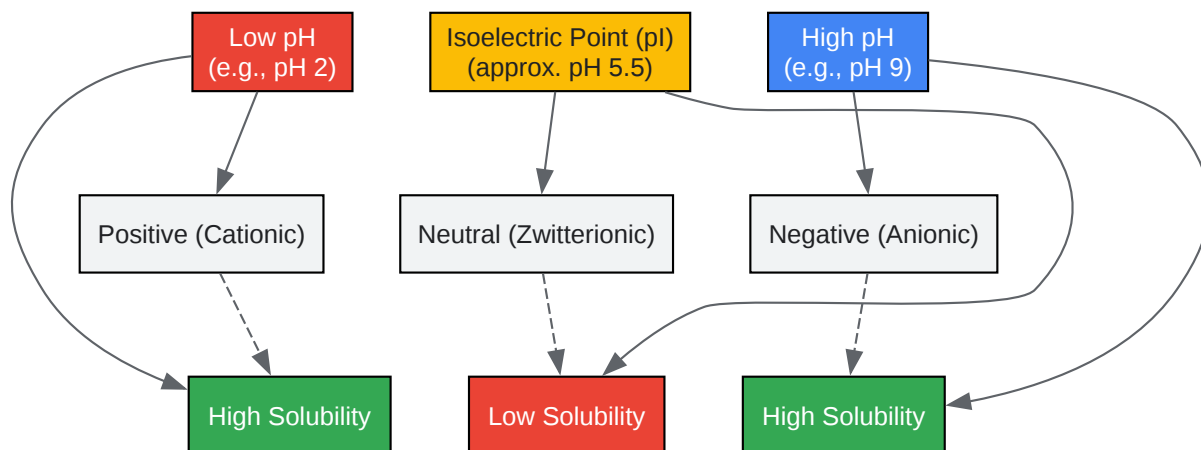 Low pH
(e.g., pH 2)
Isoelectric Point (pI)
(approx. pH 5.5)
High pH
(e.g., pH 9)
Positive (Cationic)
Neutral (Zwitterionic)
Negative (Anionic)
High Solubility
Low Solubility
High Solubility